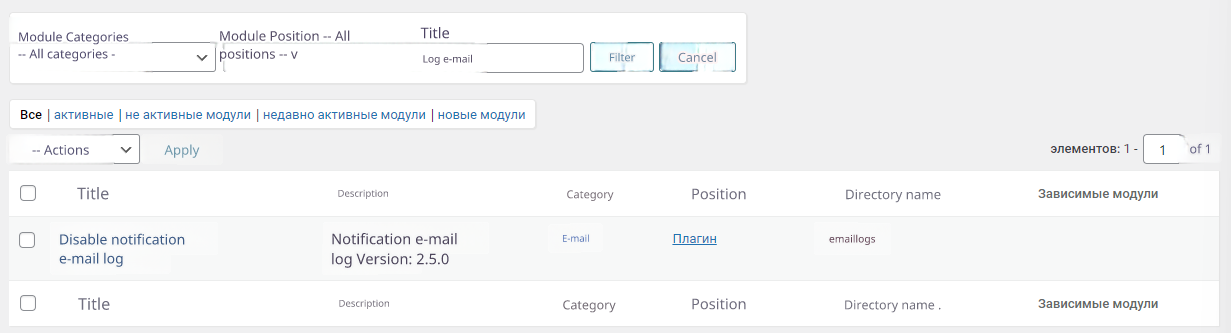 Module Categories
-- All categories -
Module Position -- All
positions -- v
Title
Log e-mail
Filter
Cancel
Все | активные | не активные модули | недавно активные модули | новые модули
-- Actions
Apply
элементов: 1 - 1 of 1
Title Description Category Position Directory name Зависимые модули
Disable notification
e-mail log
Notification e-mail
log Version: 2.5.0
E-mail
Плагин
emaillogs
Title Description Category Position Directory name . Зависимые модули